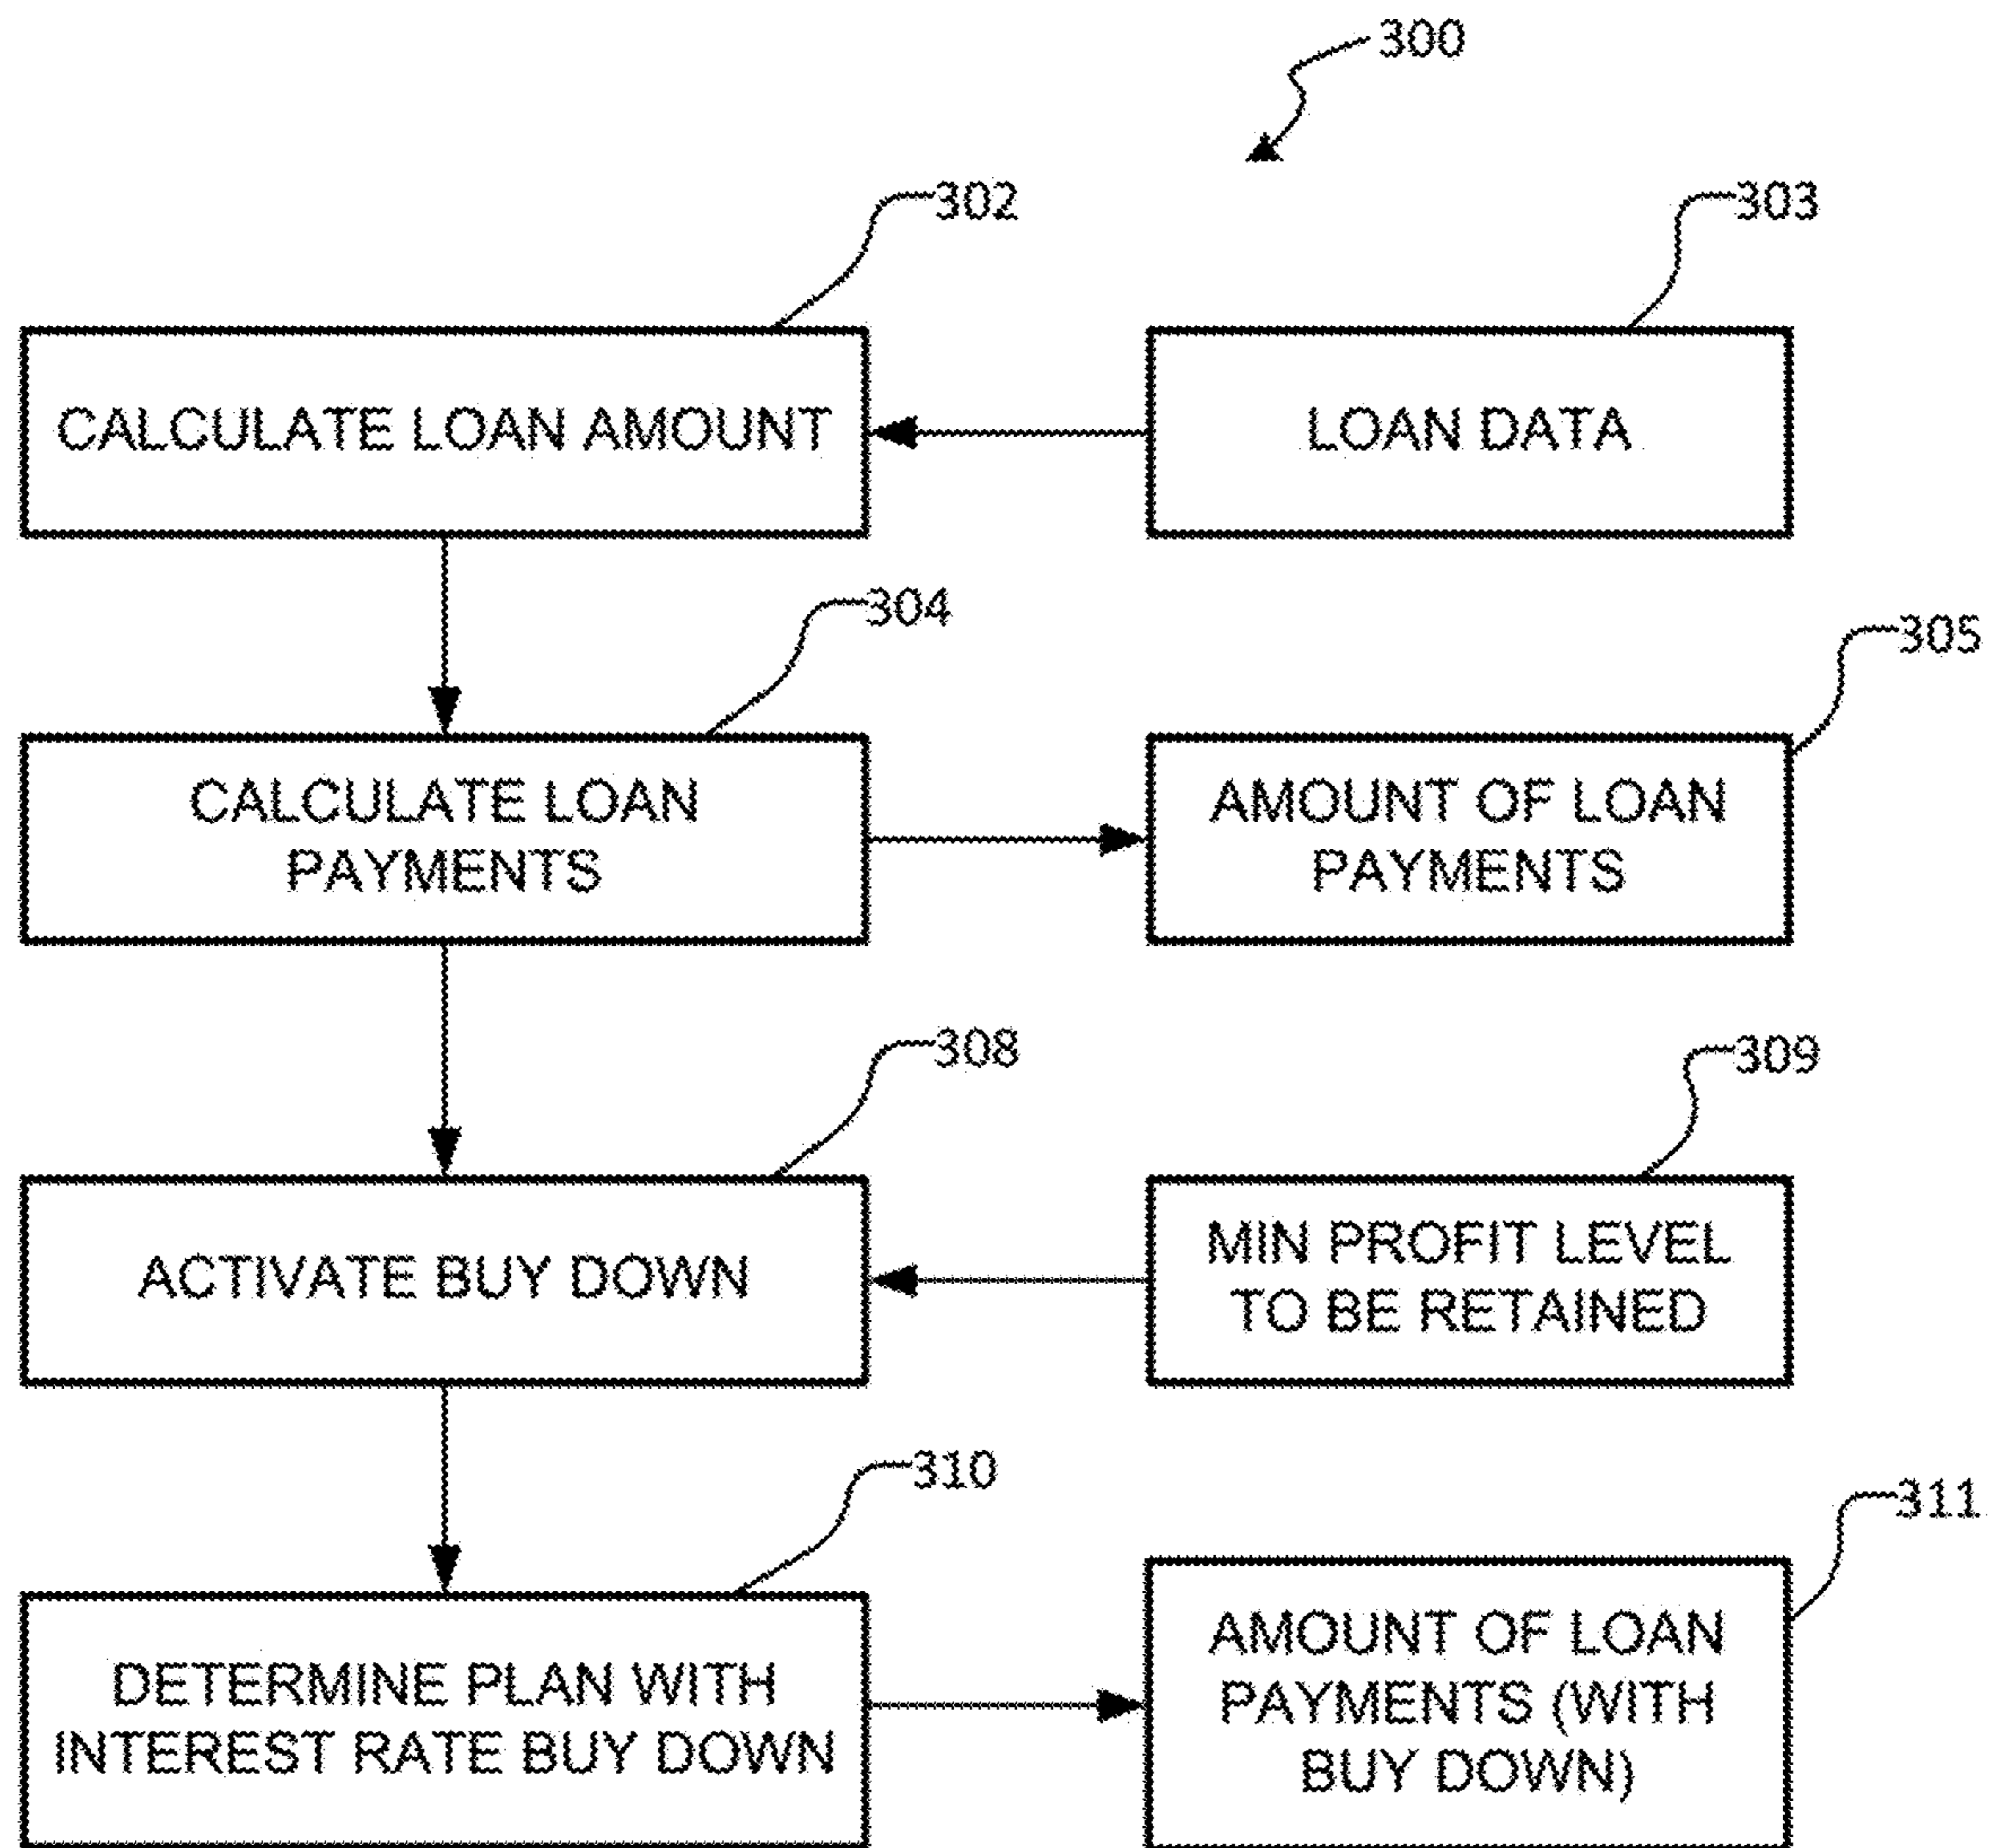 300
302
303
CALCULATE LOAN AMOUNT
LOAN DATA
304
305
CALCULATE LOAN
PAYMENTS
AMOUNT OF LOAN
PAYMENTS
308
309
ACTIVATE BUY DOWN
MIN PROFIT LEVEL
TO BE RETAINED
310
311
DETERMINE PLAN WITH
INTEREST RATE BUY DOWN
AMOUNT OF LOAN
PAYMENTS (WITH
BUY DOWN)